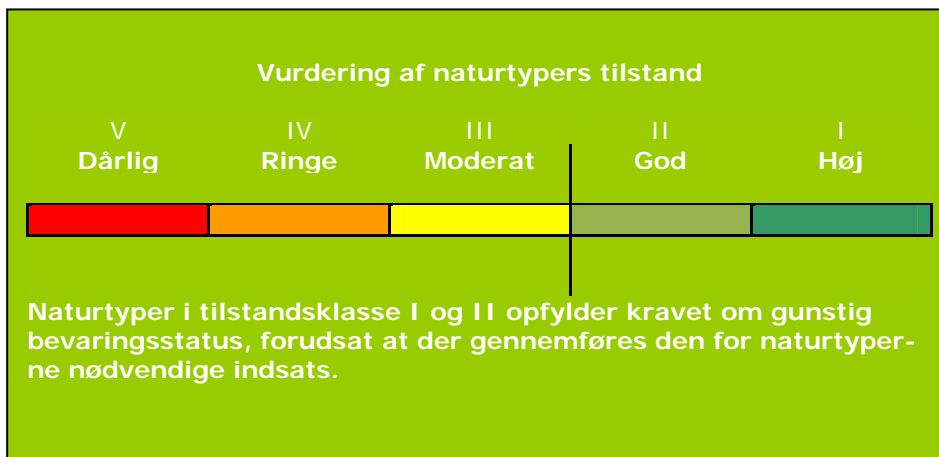 Vurdering af naturtypers tilstand
V IV III II I
Dårlig Ringe Moderat God Høj
Naturtyper i tilstandsklasse I og II opfylder kravet om gunstig
bevaringsstatus, forudsat at der gennemføres den for naturtyper-
ne nødvendige indsats.